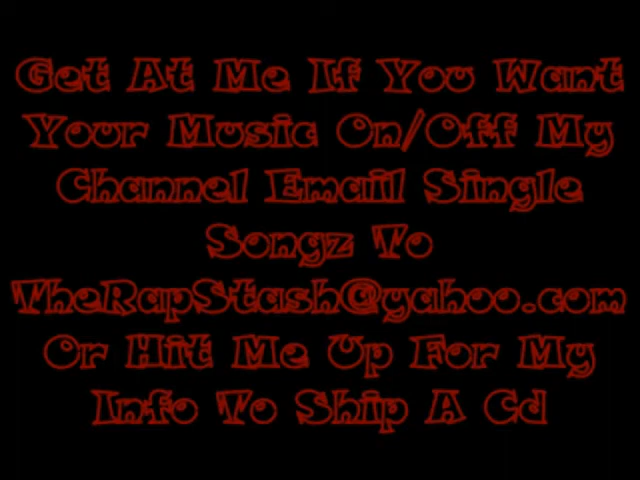 Get At Me If You Want
Your Music On/Off My
Channel Email Single
Songz To
TheRapStash@yahoo.com
Or Hit Me Up For My
Info To Ship A Cd